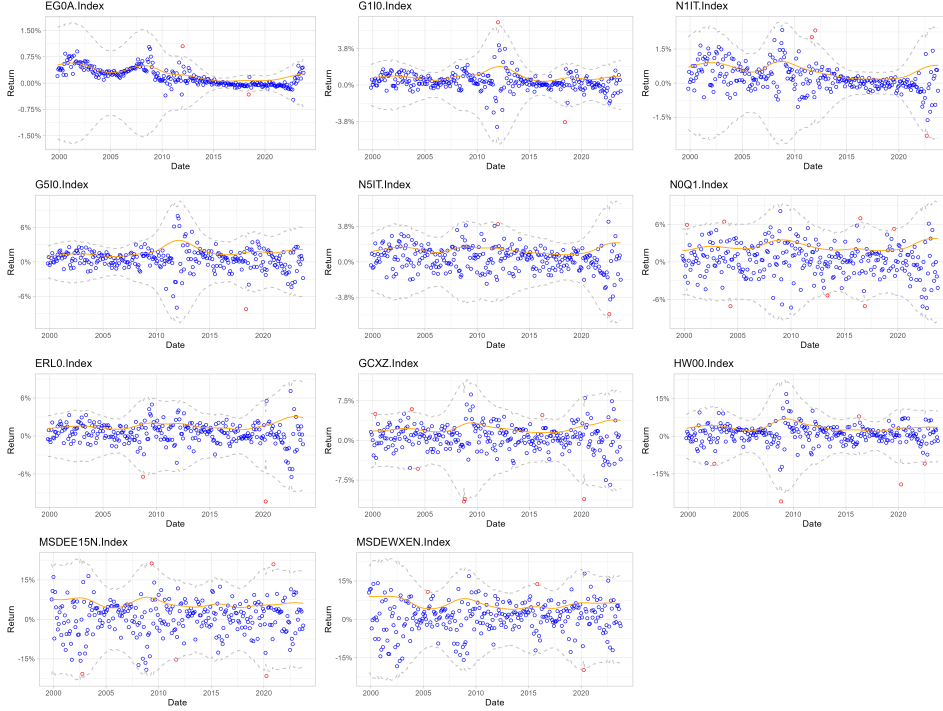 EG0A.Index
G1I0.Index
N1IT.Index
1.50%
0.75%
0.00%
-0.75%
-1.50%
Return
2000 2005 2010 2015 2020
Date
3.8%
0.0%
-3.8%
Return
2000 2005 2010 2015 2020
Date
1.5%
0.0%
-1.5%
Return
2000 2005 2010 2015 2020
Date
G5I0.Index
N5IT.Index
N0Q1.Index
6%
0%
-6%
Return
2000 2005 2010 2015 2020
Date
3.8%
0.0%
-3.8%
Return
2000 2005 2010 2015 2020
Date
6%
0%
-6%
Return
2000 2005 2010 2015 2020
Date
ERL0.Index
GCXZ.Index
HW00.Index
6%
0%
-6%
Return
2000 2005 2010 2015 2020
Date
7.5%
0.0%
-7.5%
Return
2000 2005 2010 2015 2020
Date
15%
0%
-15%
Return
2000 2005 2010 2015 2020
Date
MSDEE15N.Index
MSDEWXEN.Index
15%
0%
-15%
Return
2000 2005 2010 2015 2020
Date
15%
0%
-15%
Return
2000 2005 2010 2015 2020
Date